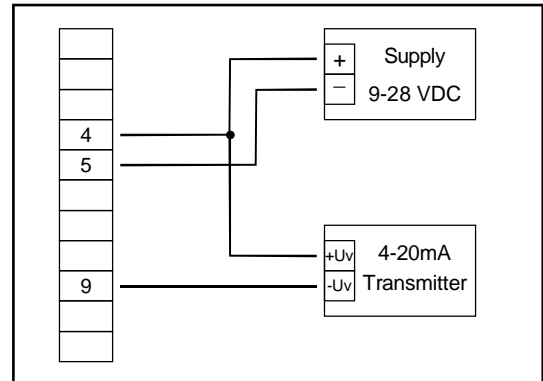 + Supply
− 9-28 VDC
4
5
+Uv 4-20mA
9 -Uv Transmitter